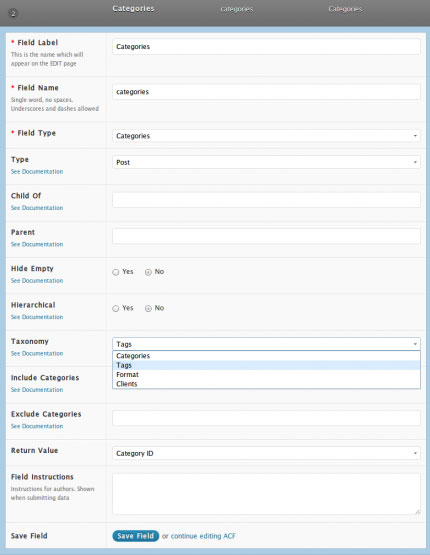 2 Categories categories Categories
* Field Label
This is the name which will
appear on the EDIT page
Categories
* Field Name
Single word, no spaces.
Underscores and dashes allowed
categories
* Field Type
Categories
Type
See Documentation
Post
Child Of
See Documentation
Parent
See Documentation
Hide Empty
See Documentation
Yes No
Hierarchical
See Documentation
Yes No
Taxonomy
See Documentation
Tags
Categories
Tags
Format
Clients
Include Categories
See Documentation
Exclude Categories
See Documentation
Return Value
Category ID
Field Instructions
Instructions for authors. Shown
when submitting data
Save Field
Save Field or continue editing ACF